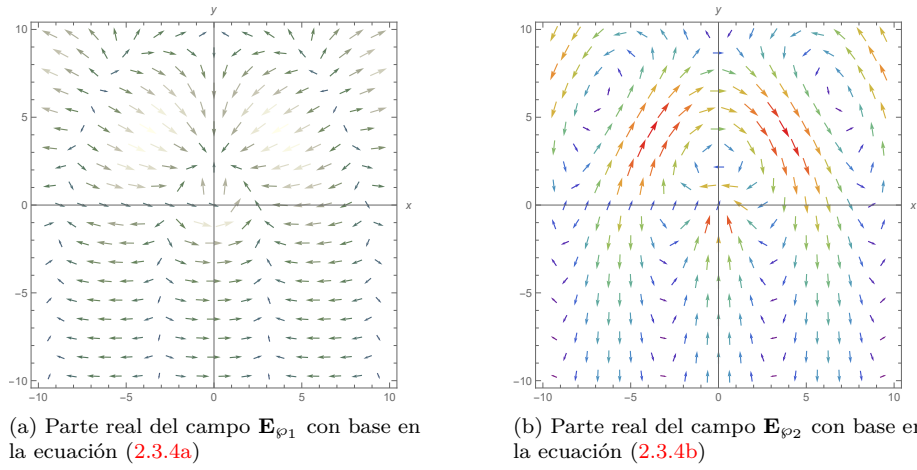 y
10
5
0
−5
−10
−10
−5
0
5
10
x
y
10
5
0
−5
−10
−10
−5
0
5
10
x
(a) Parte real del campo E℘1 con base en
la ecuación (2.3.4a)
(b) Parte real del campo E℘2 con base en
la ecuación (2.3.4b)